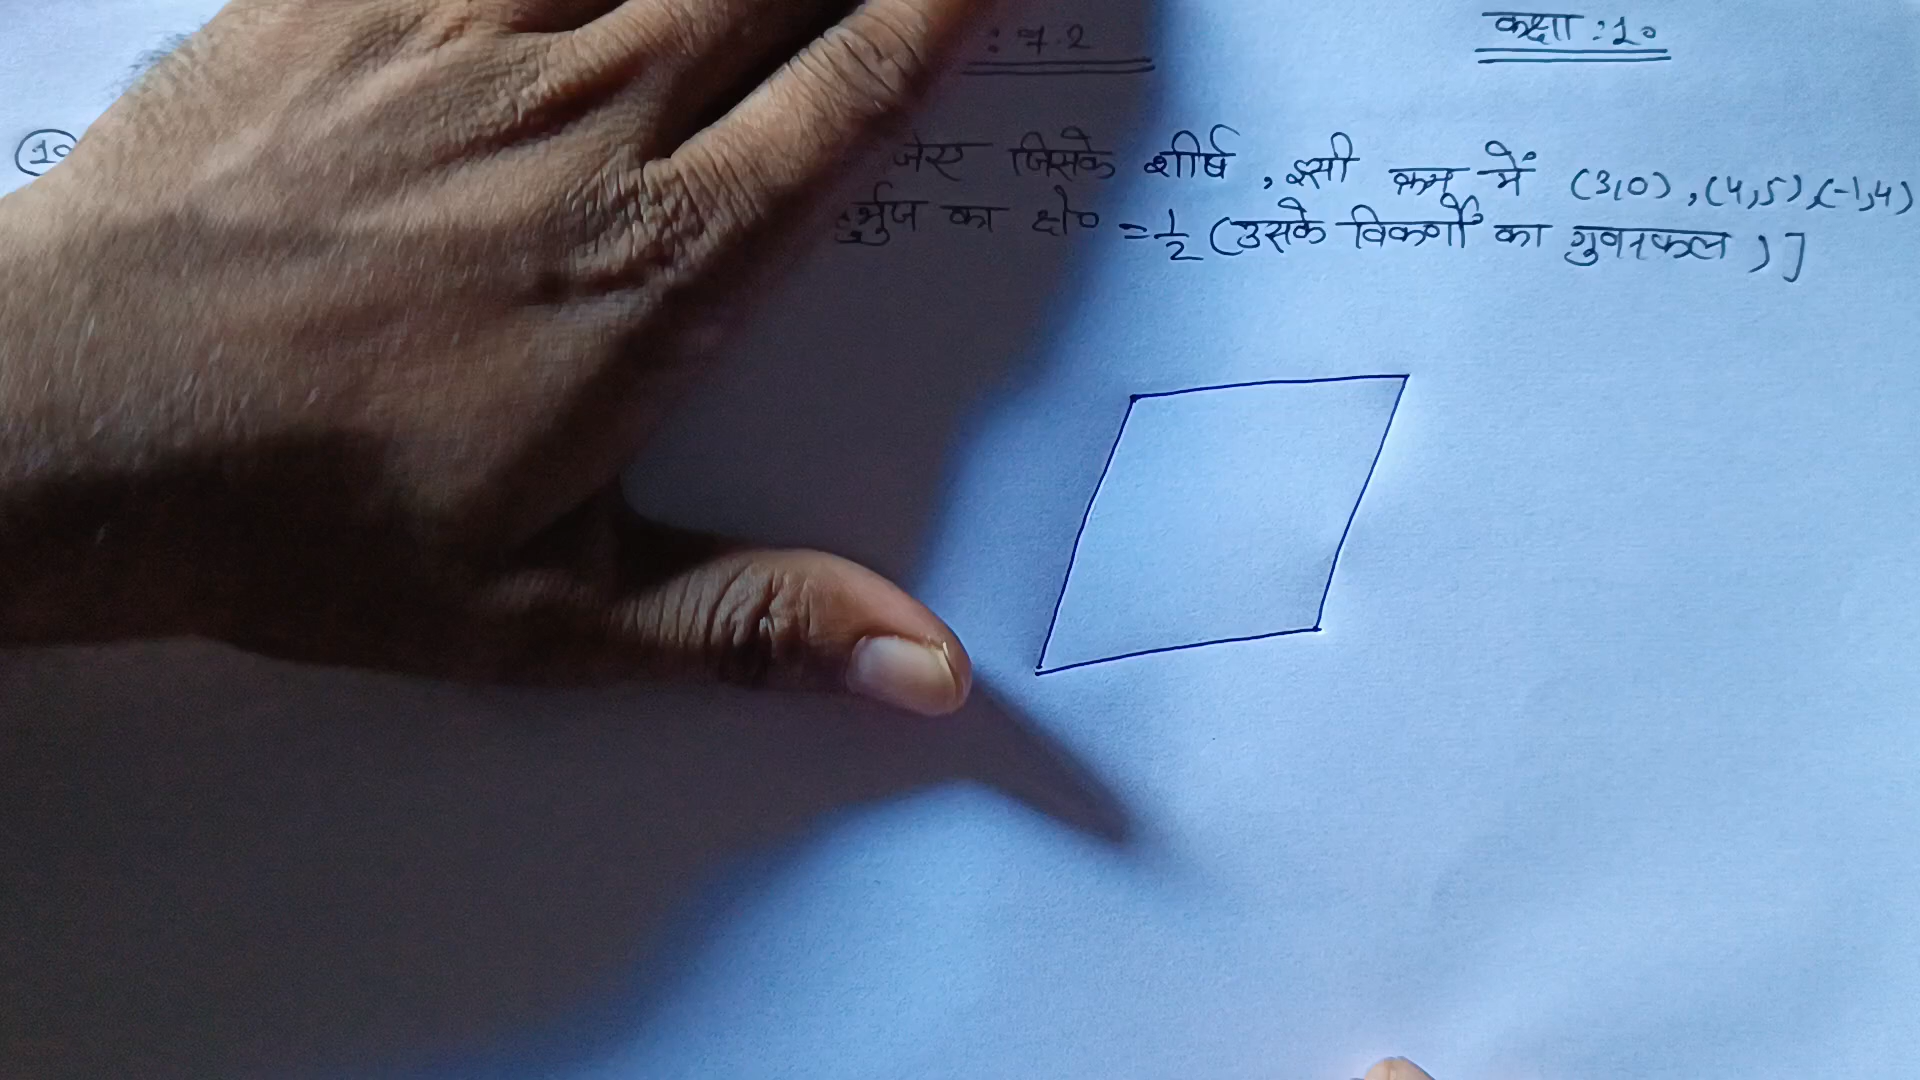 : 7.2
कक्षा : 10
10 जिसके शीर्ष , इसी क्रम में (3,0) , (4,5) , (-1,4)
का क्षे० = 1/2 (उसके विकर्णों का गुणनफल ) ]